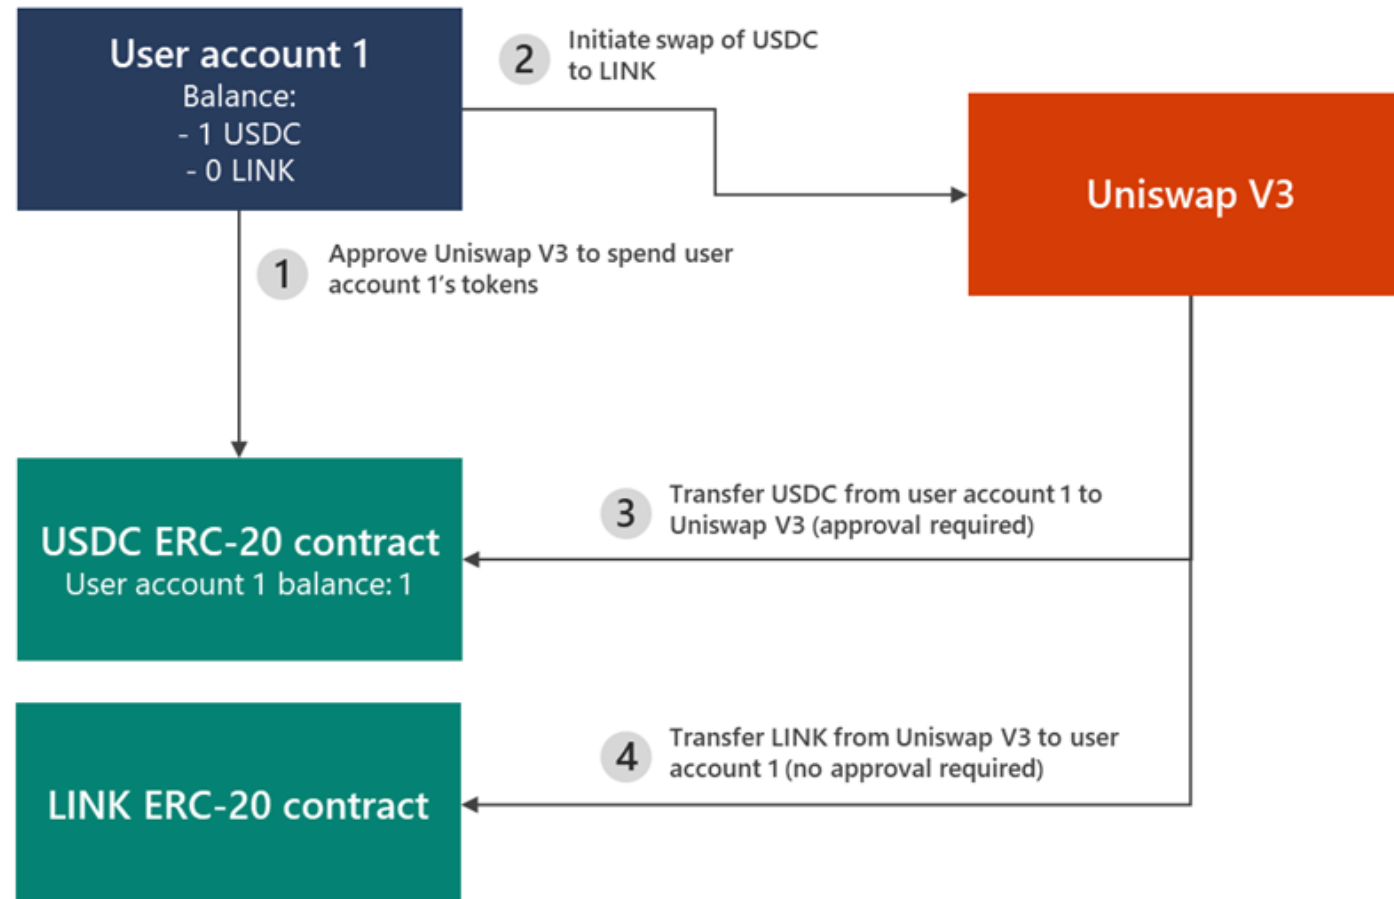 User account 1
Balance:
- 1 USDC
- 0 LINK
2
Initiate swap of USDC
to LINK
Uniswap V3
1
Approve Uniswap V3 to spend user
account 1’s tokens
USDC ERC-20 contract
User account 1 balance: 1
3
Transfer USDC from user account 1 to
Uniswap V3 (approval required)
LINK ERC-20 contract
4
Transfer LINK from Uniswap V3 to user
account 1 (no approval required)